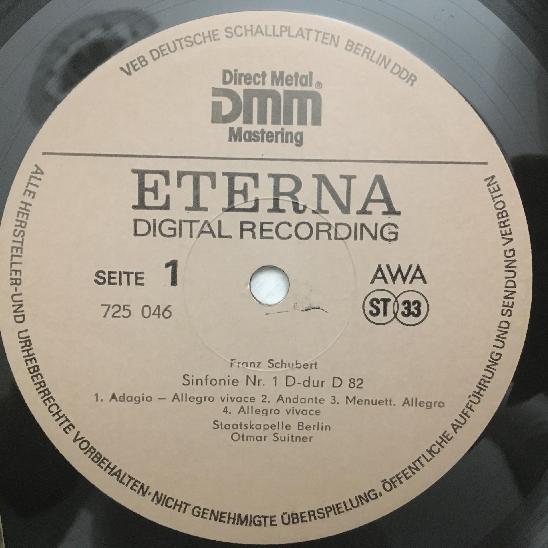 VEB DEUTSCHE SCHALLPLATTEN BERLIN DDR
Direct Metal
DMM®
Mastering
ETERNA
DIGITAL RECORDING
SEITE 1
AWA
725 046
ST 33
Franz Schubert
Sinfonie Nr. 1 D-dur D 82
1. Adagio – Allegro vivace 2. Andante 3. Menuett. Allegro
4. Allegro vivace
Staatskapelle Berlin
Otmar Suitner
ALLE HERSTELLER-UND URHEBERRECHTE VORBEHALTEN·NICHT GENEHMIGTE ÜBERSPIELUNG, ÖFFENTLICHE AUFFÜHRUNG UND SENDUNG VERBOTEN